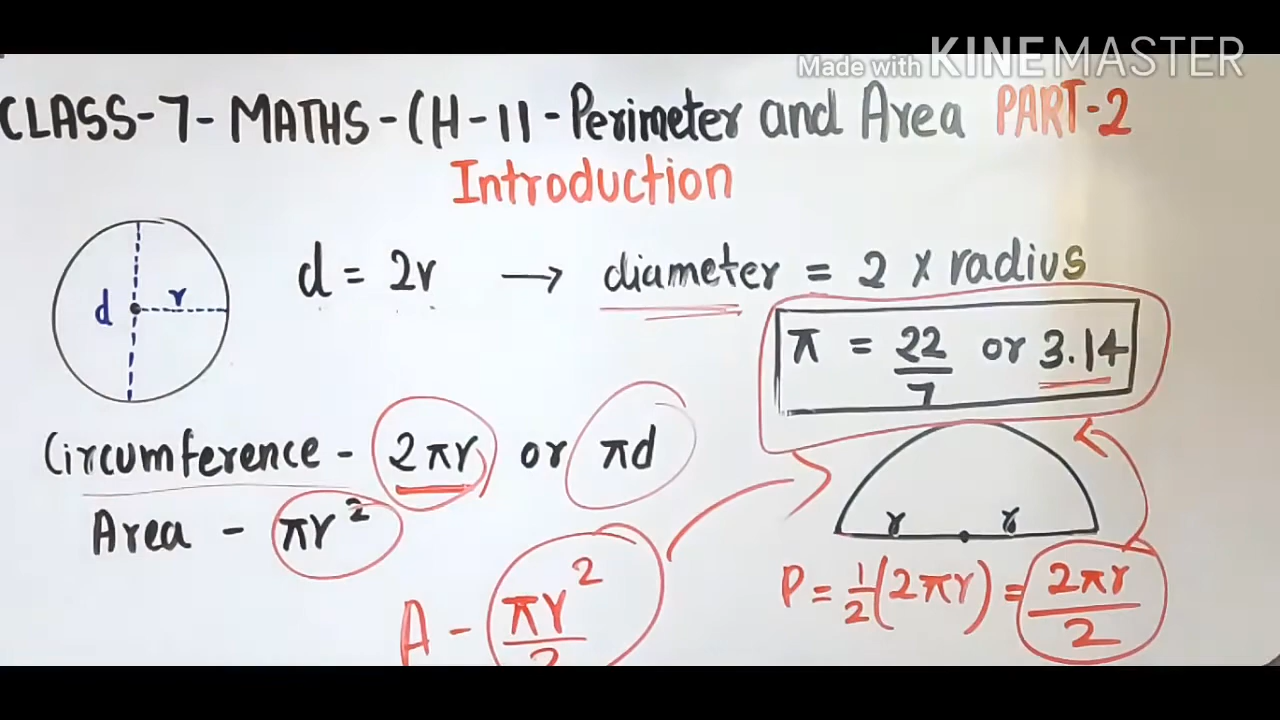 Made with KINEMASTER
CLASS-7-MATHS-CH-11-Perimeter and Area PART-2
Introduction
d r
d = 2r → diameter = 2 × radius
π = 22/7 or 3.14
Circumference - 2πr or πd
Area - πr²
r r
A - πr²/2
P = 1/2(2πr) = 2πr/2